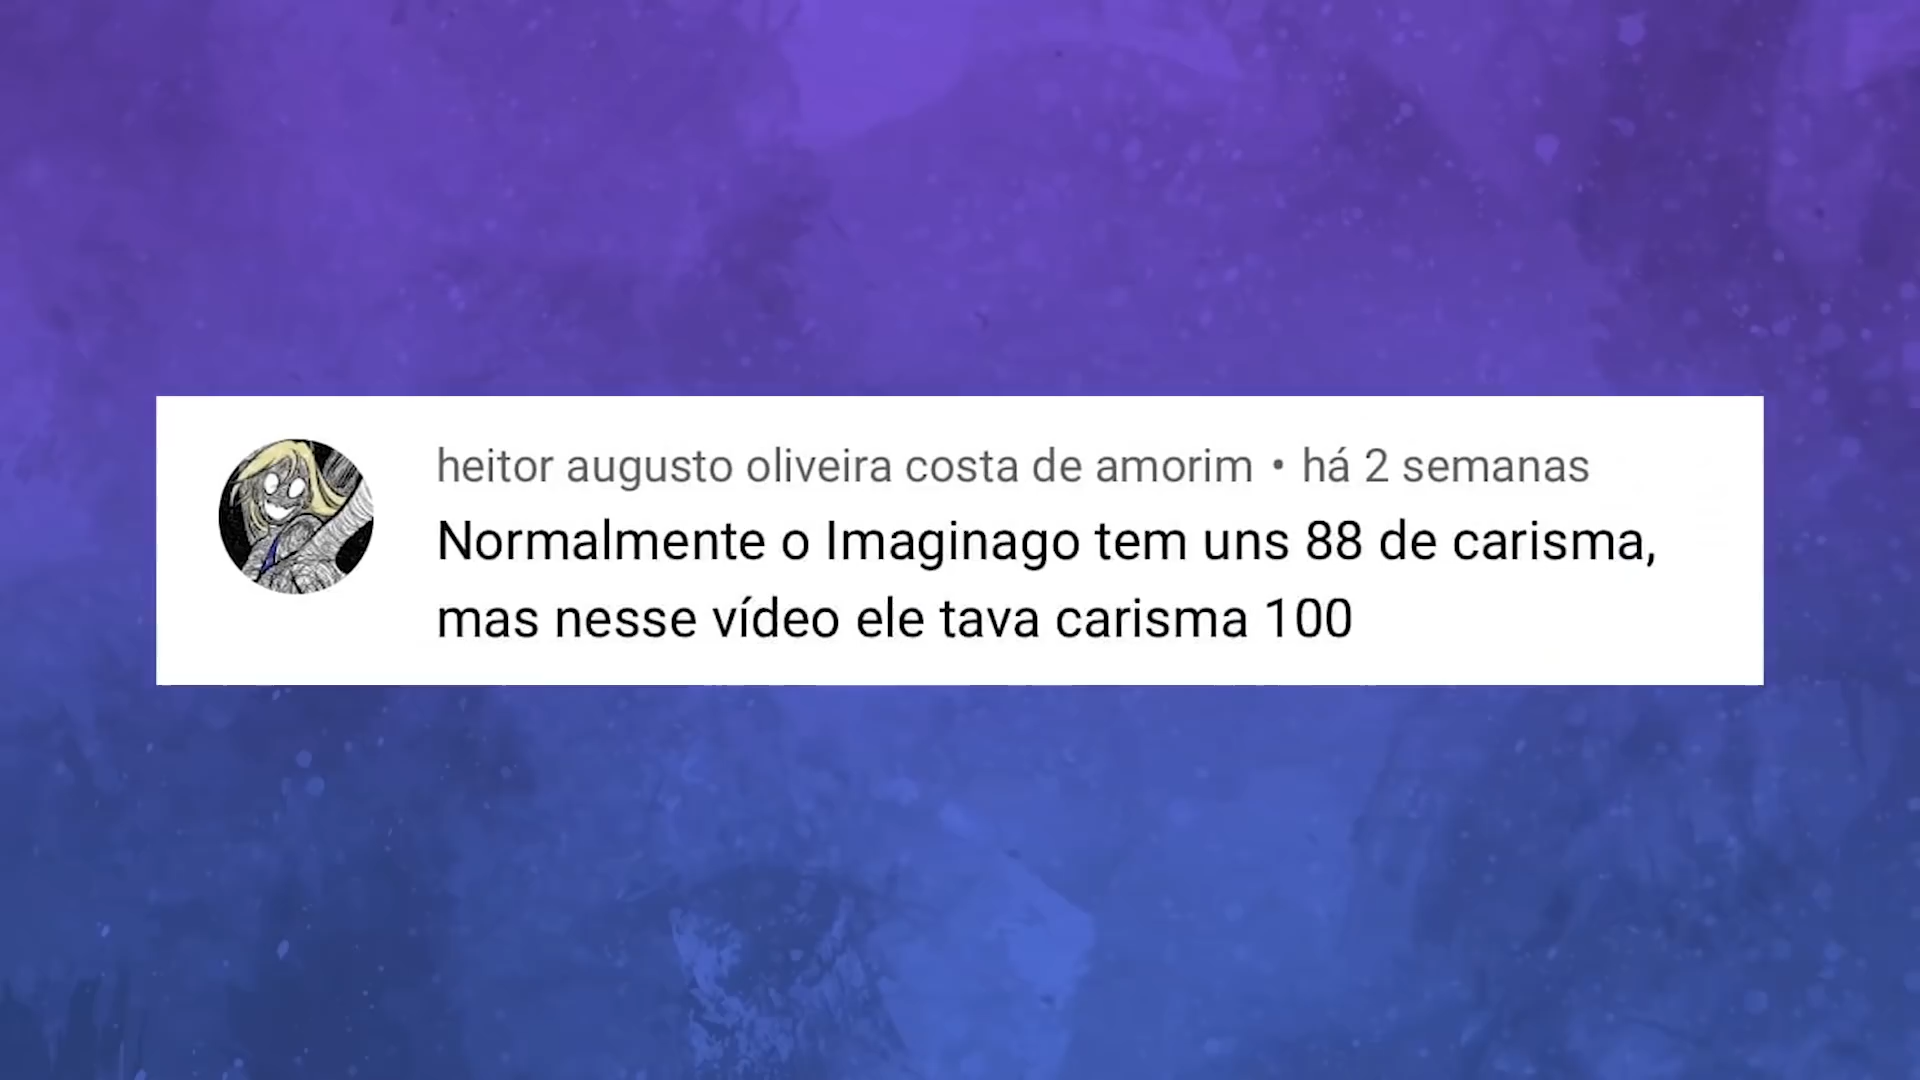 heitor augusto oliveira costa de amorim • há 2 semanas
Normalmente o Imaginago tem uns 88 de carisma,
mas nesse vídeo ele tava carisma 100